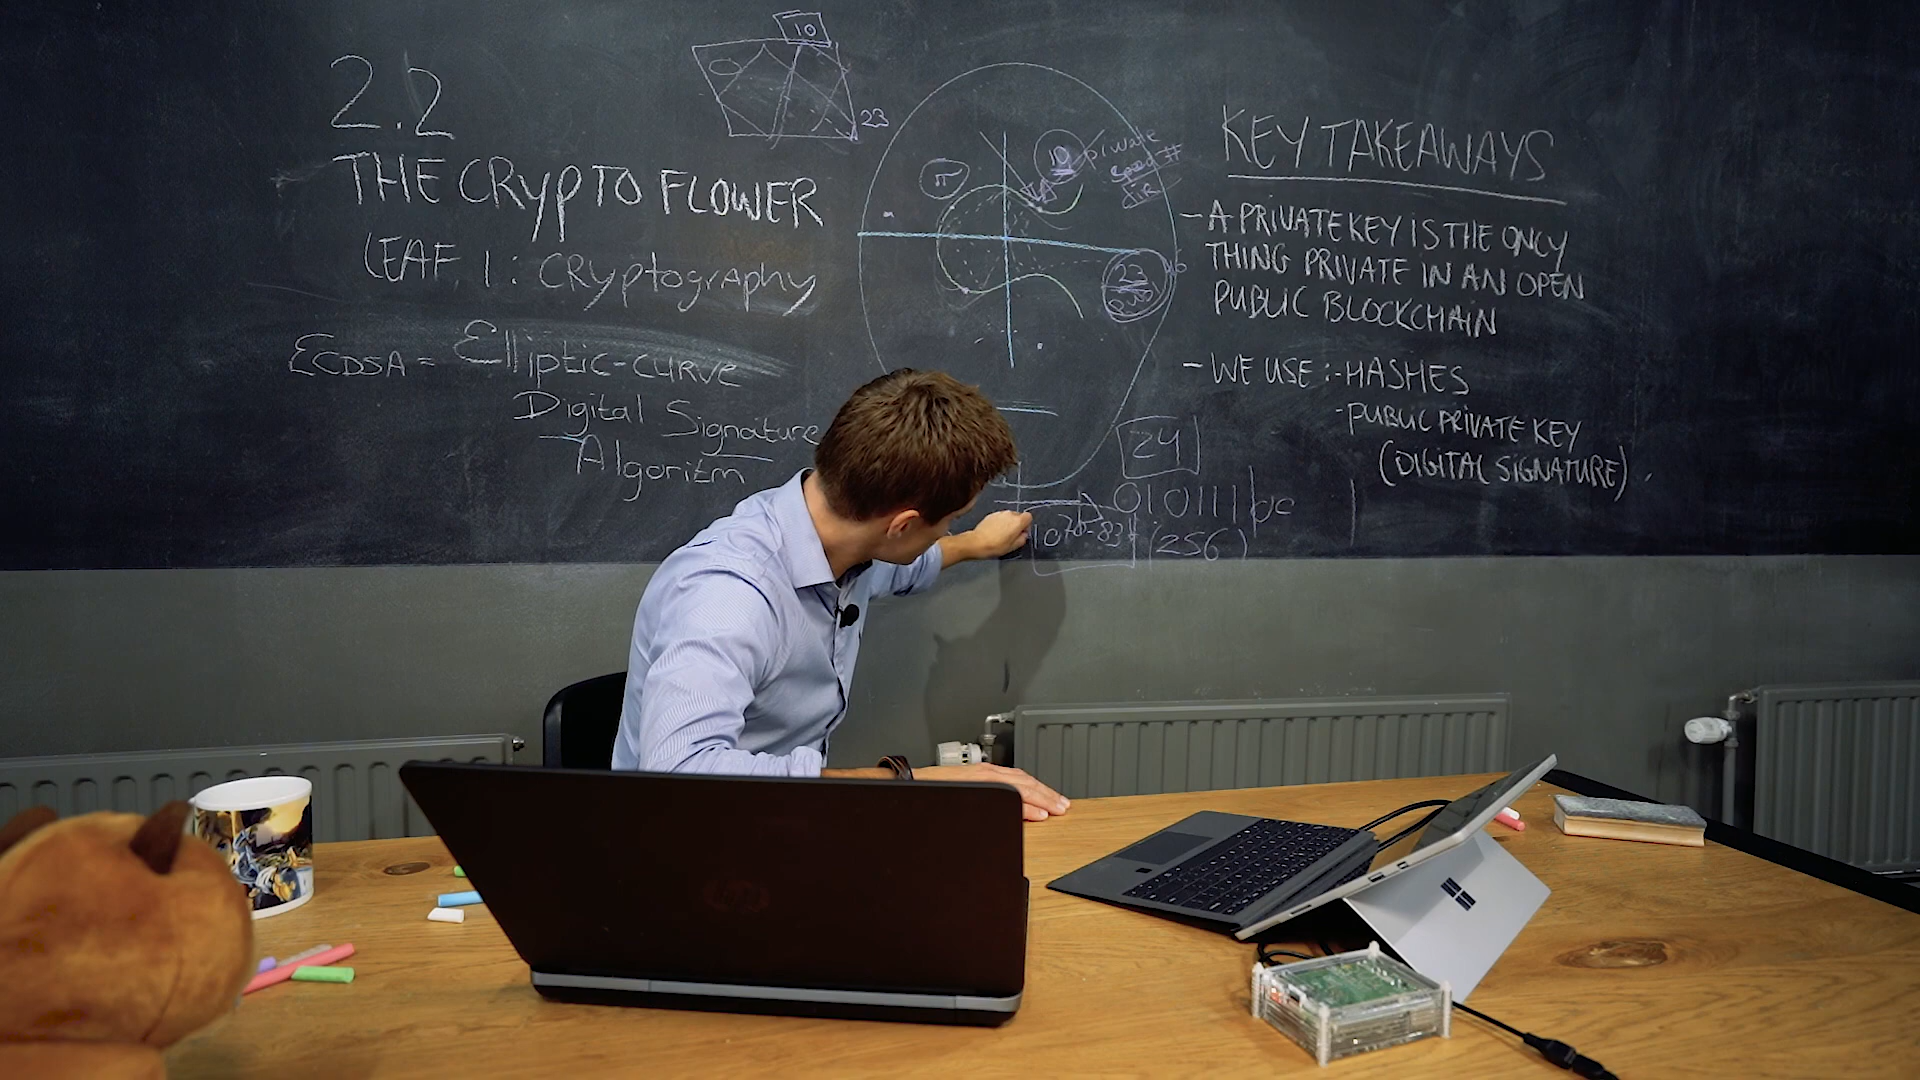 2.2
THE CRYPTO FLOWER
LEAF 1: CRYptography
ECDSA = Elliptic-curve
Digital Signature
Algoritm
10
23
π
10 private
23
24
010111
(256)
KEY TAKEAWAYS
- A PRIVATE KEY IS THE ONLY
THING PRIVATE IN AN OPEN
PUBLIC BLOCKCHAIN
- WE USE :- HASHES
- PUBLIC PRIVATE KEY
(DIGITAL SIGNATURE)